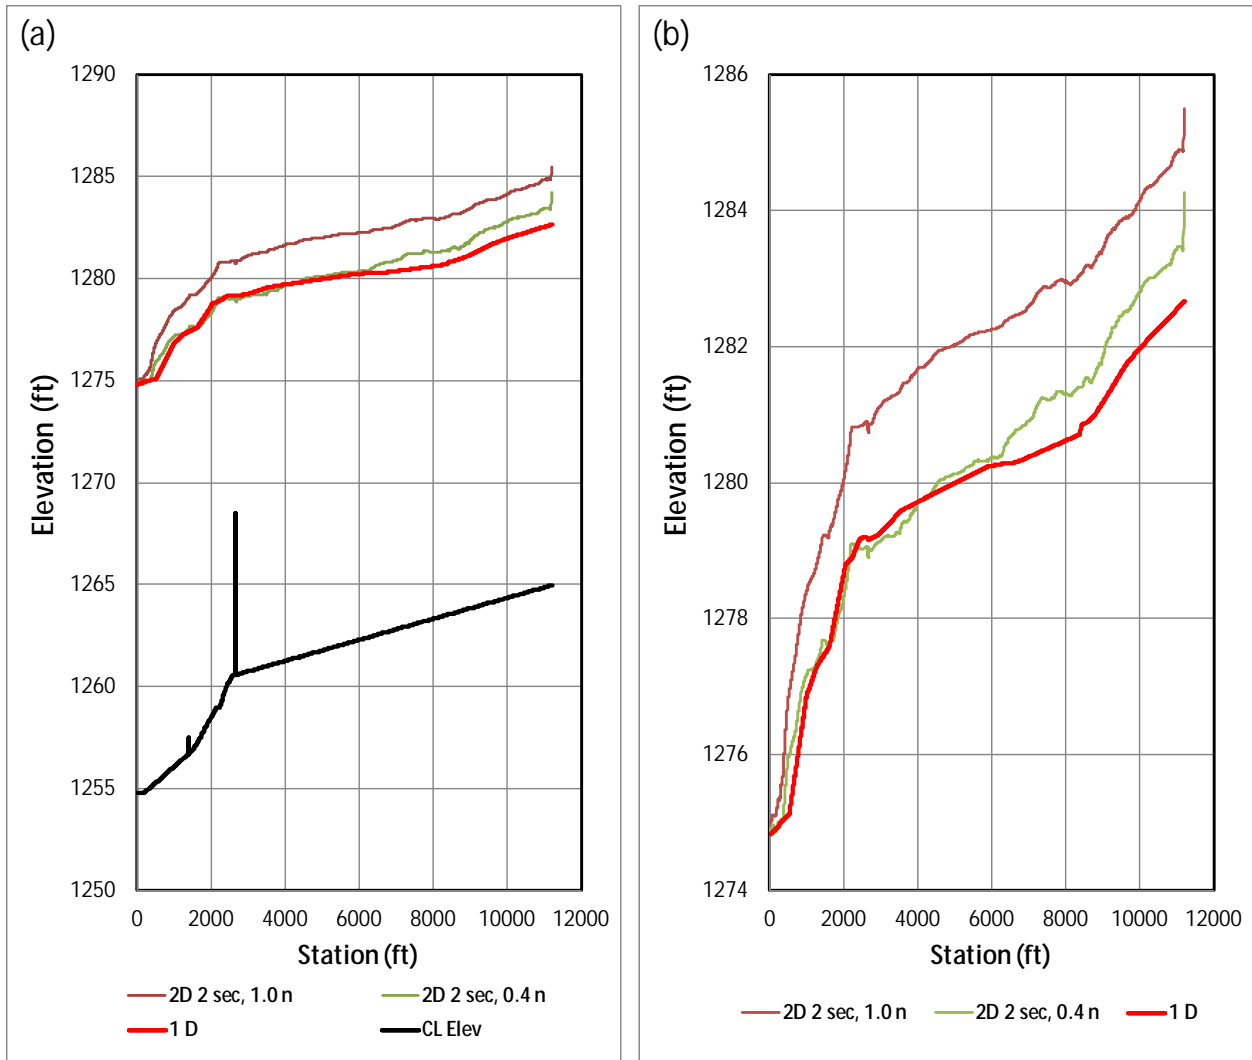 (a)
1290
1285
1280
1275
1270
1265
1260
1255
1250
Elevation (ft)
0 2000 4000 6000 8000 10000 12000
Station (ft)
2D 2 sec, 1.0 n 2D 2 sec, 0.4 n
1 D CL Elev
(b)
1286
1284
1282
1280
1278
1276
1274
Elevation (ft)
0 2000 4000 6000 8000 10000 12000
Station (ft)
2D 2 sec, 1.0 n 2D 2 sec, 0.4 n 1 D